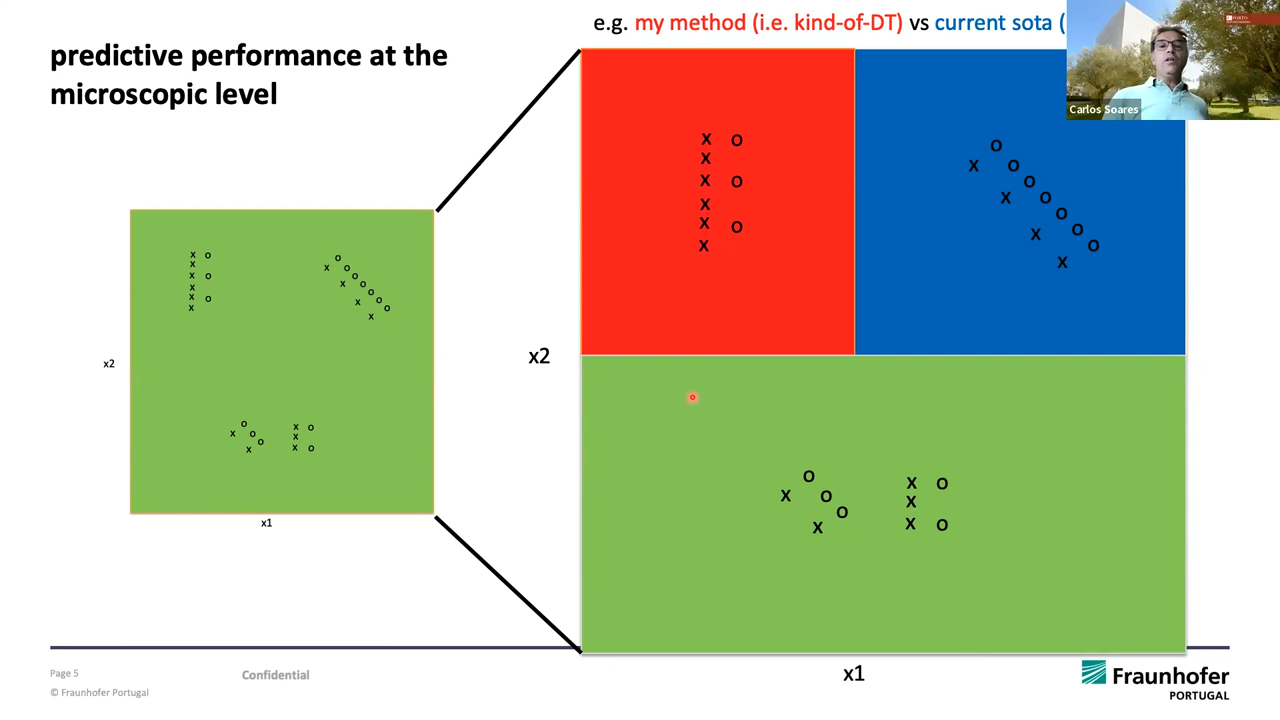 e.g. my method (i.e. kind-of-DT) vs current sota (
predictive performance at the
microscopic level
PORTO
Carlos Soares
X O
X
X O
X
X O
X
O
X O
O
X O
O
X O
O
X
x o
x
x o
x
x o
x
o
x o
o
x o
o
x o
o
x
x2
x2
o
x o
o
x
x o
x
x o
x1
O
X O
O
X
X O
X
X O
x1
Page 5
Confidential
© Fraunhofer Portugal
Fraunhofer
PORTUGAL